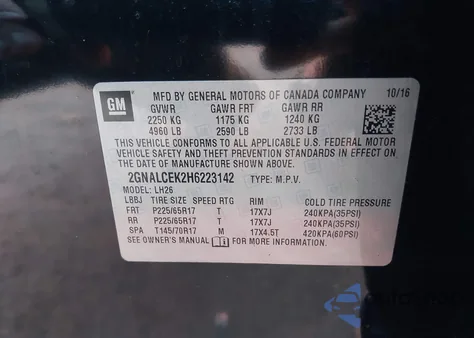 GM
MFD BY GENERAL MOTORS OF CANADA COMPANY 10/16
GVWR GAWR FRT GAWR RR
2250 KG 1175 KG 1240 KG
4960 LB 2590 LB 2733 LB
THIS VEHICLE CONFORMS TO ALL APPLICABLE U.S. FEDERAL MOTOR
VEHICLE SAFETY AND THEFT PREVENTION STANDARDS IN EFFECT ON
THE DATE OF MANUFACTURE SHOWN ABOVE.
2GNALCEK2H6223142 TYPE: M.P.V.
MODEL: LH26
LBBJ TIRE SIZE SPEED RTG RIM COLD TIRE PRESSURE
FRT P225/65R17 T 17X7J 240KPA(35PSI)
RR P225/65R17 T 17X7J 240KPA(35PSI)
SPA T145/70R17 M 17X4.5T 420KPA(60PSI)
SEE OWNER'S MANUAL FOR MORE INFORMATION